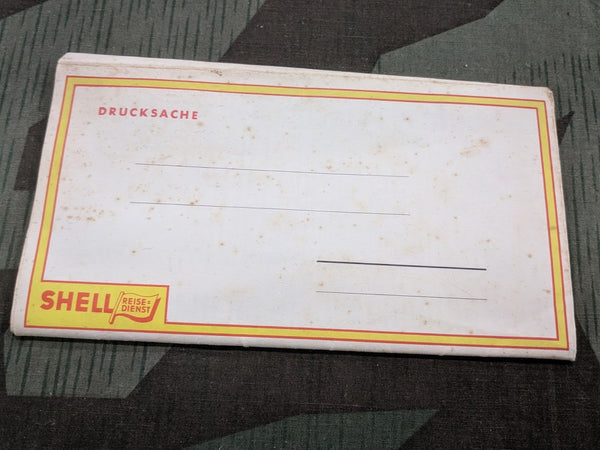 DRUCKSACHE
SHELL
REISE=
DIENST